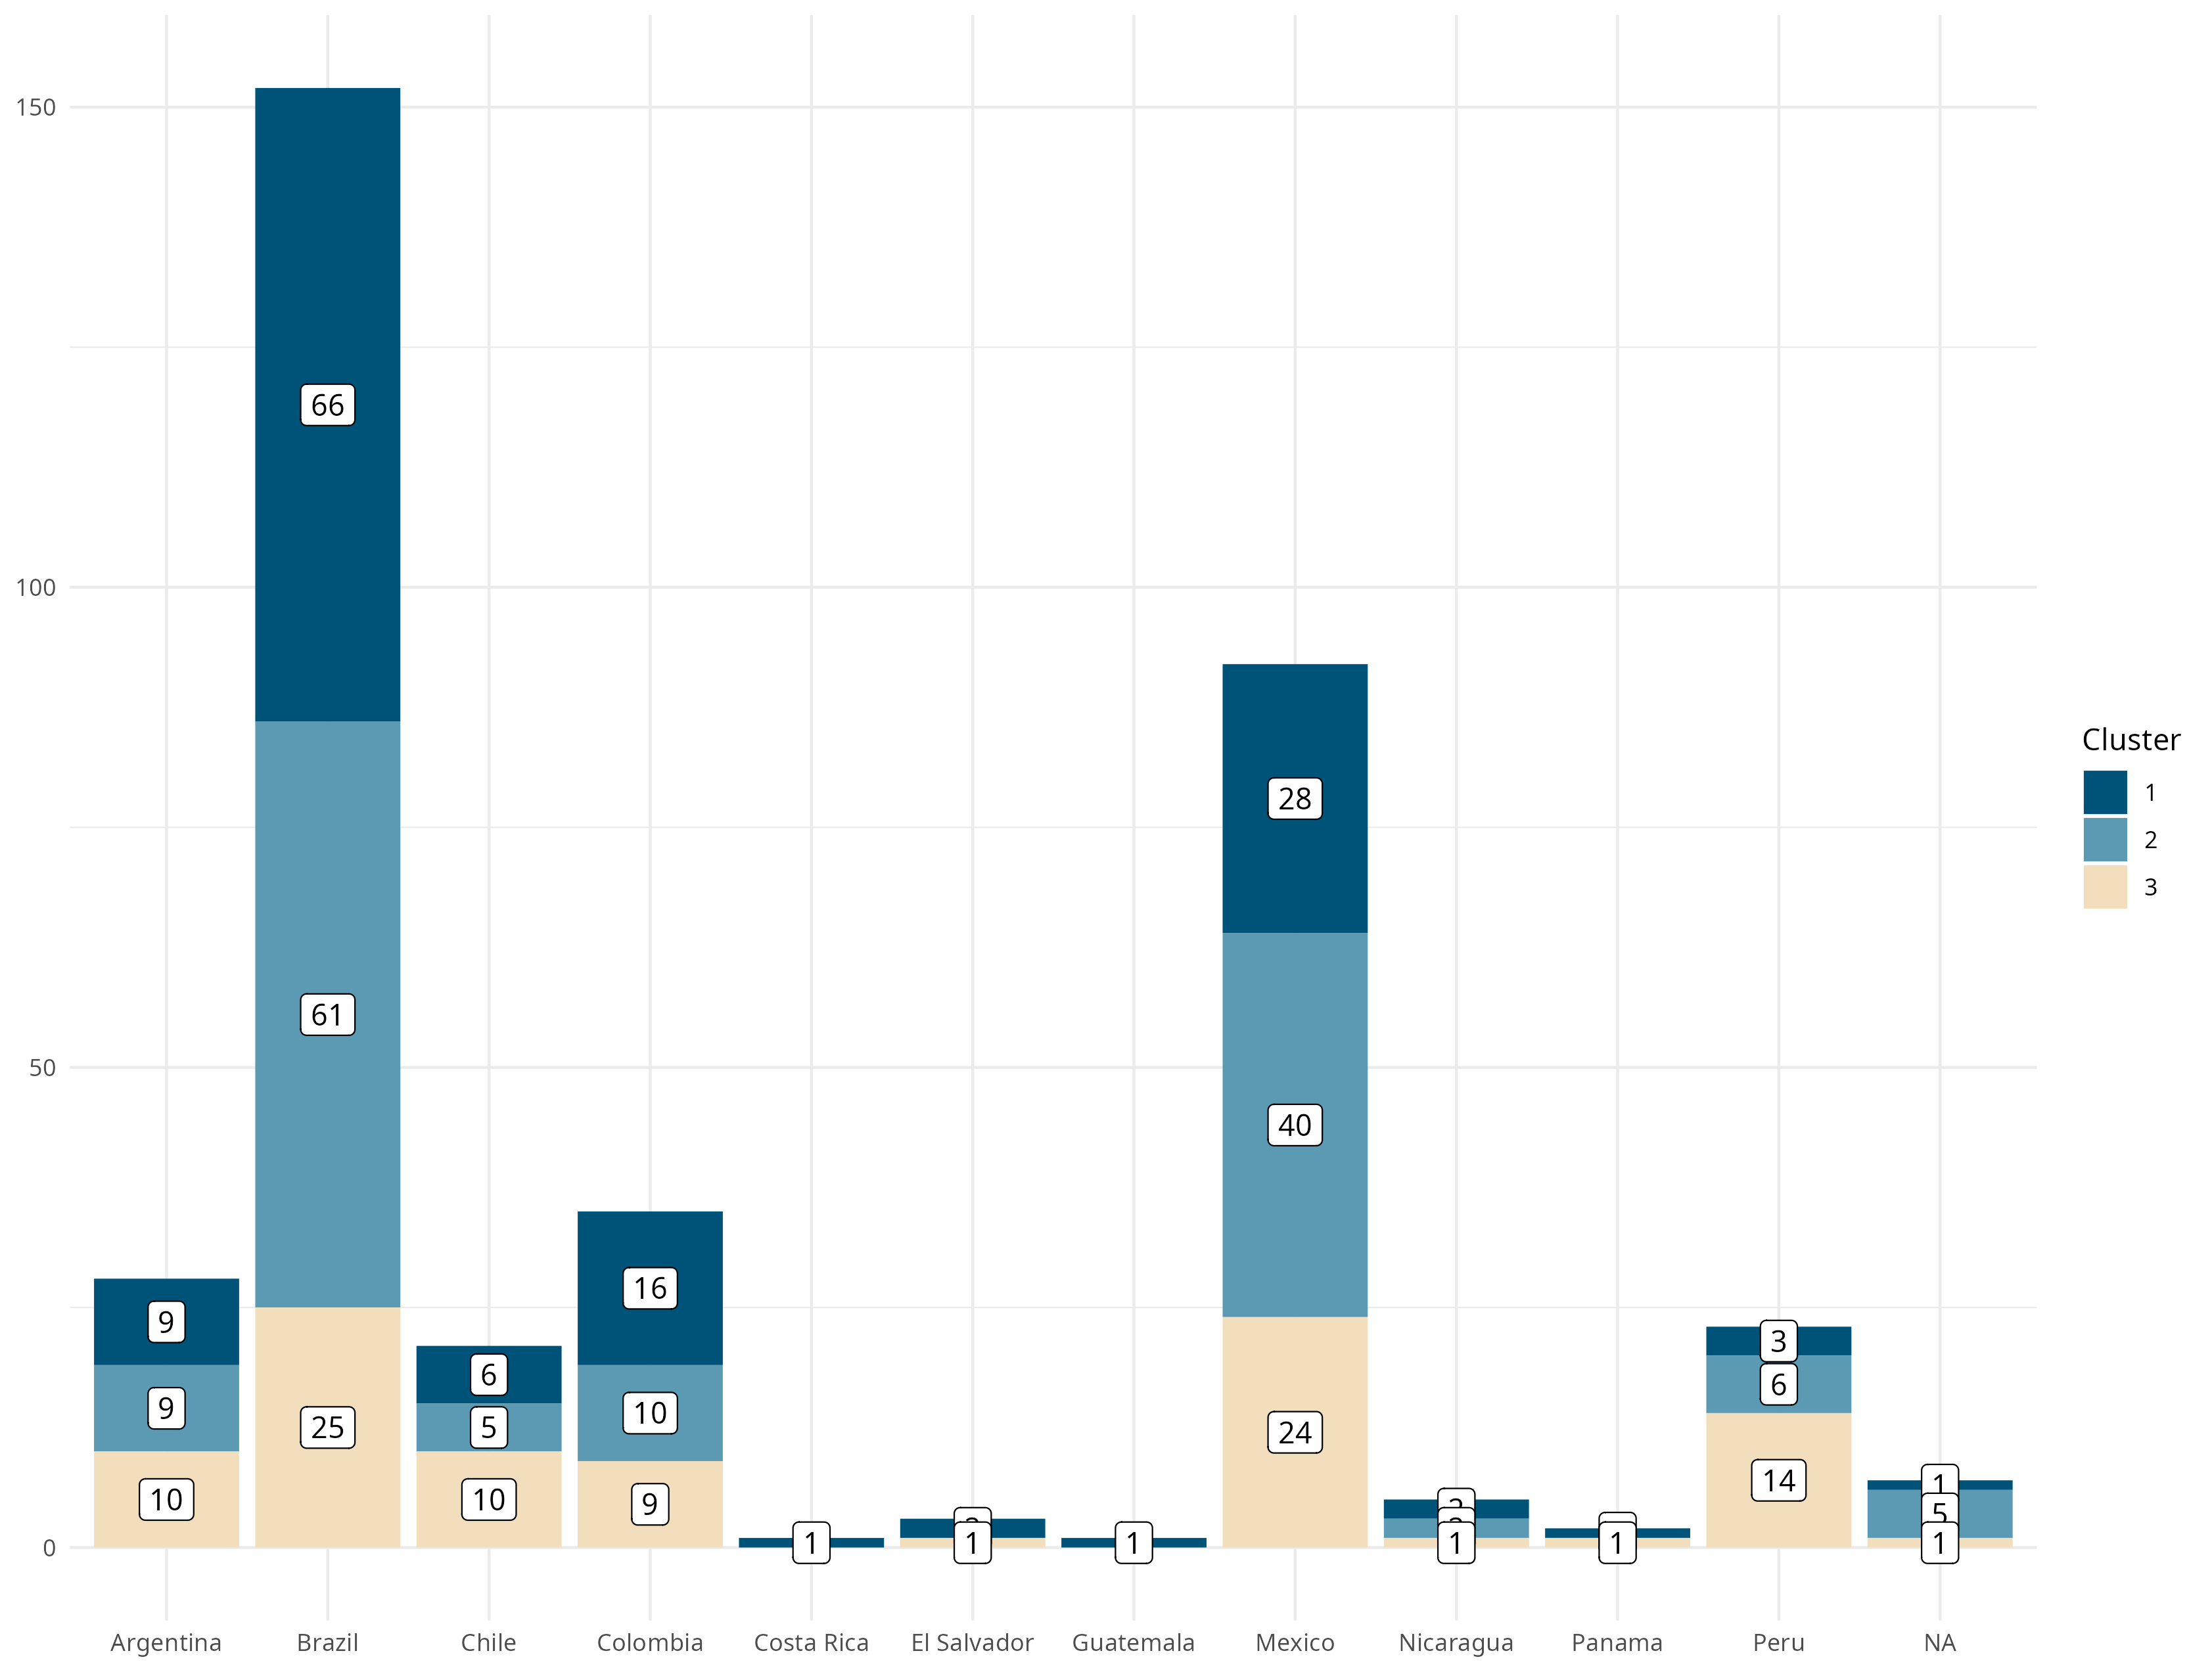 150
100
50
0
66
61
25
9
9
10
6
5
10
16
10
9
1
1
1
28
40
24
1
1
3
6
14
1
5
1
Argentina
Brazil
Chile
Colombia
Costa Rica
El Salvador
Guatemala
Mexico
Nicaragua
Panama
Peru
NA
Cluster
1
2
3